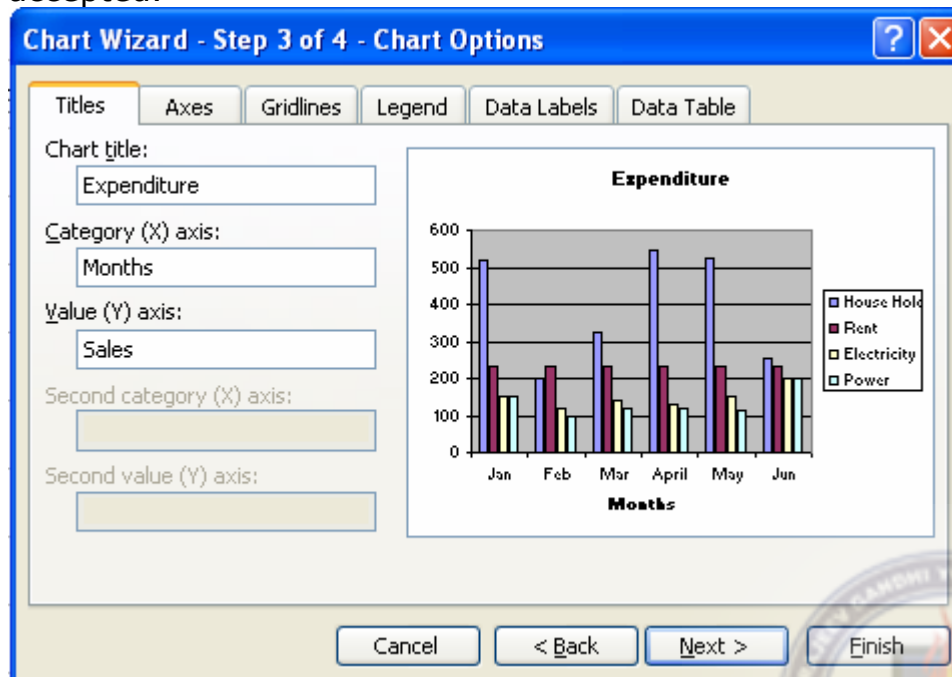 Chart Wizard - Step 3 of 4 - Chart Options
Titles Axes Gridlines Legend Data Labels Data Table
Chart title:
Expenditure
Category (X) axis:
Months
Value (Y) axis:
Sales
Second category (X) axis:
Second value (Y) axis:
Expenditure
600
500
400
300
200
100
0
Jan Feb Mar April May Jun
Months
House Hold
Rent
Electricity
Power
Cancel < Back Next > Finish